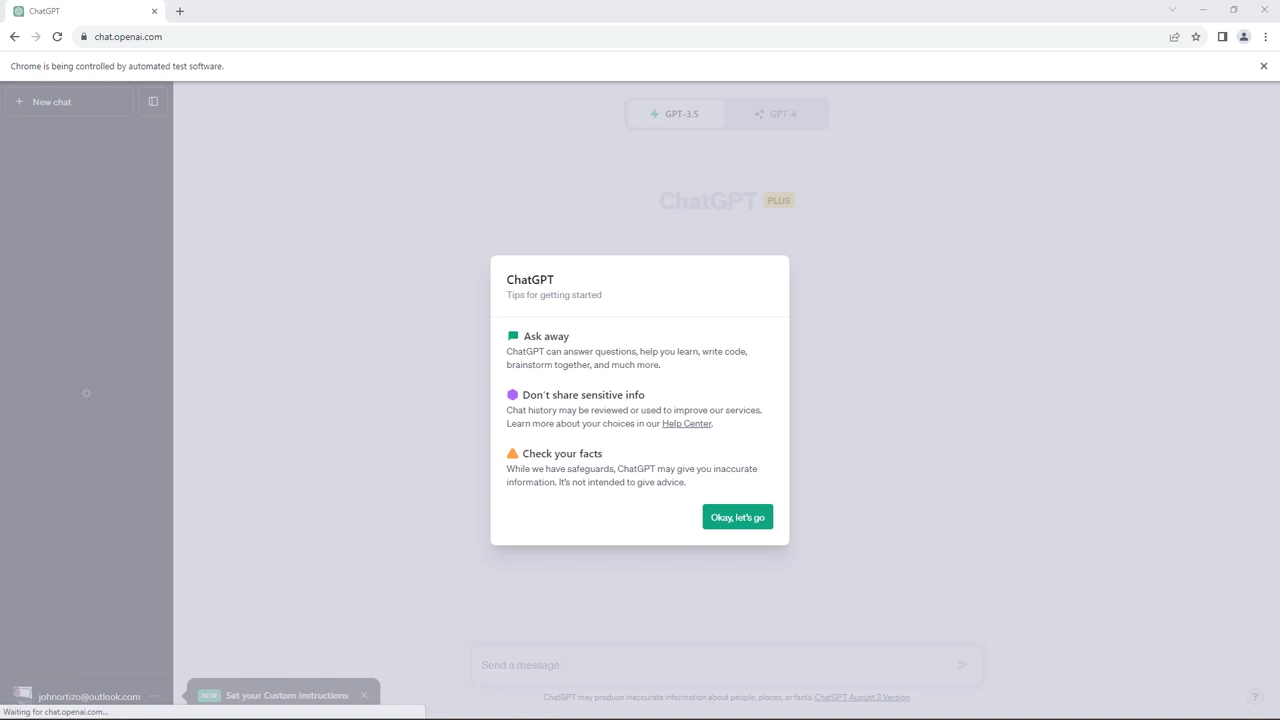 ChatGPT
chat.openai.com
Chrome is being controlled by automated test software.
New chat
GPT-3.5
GPT-4
ChatGPT PLUS
ChatGPT
Tips for getting started
Ask away
ChatGPT can answer questions, help you learn, write code,
brainstorm together, and much more.
Don't share sensitive info
Chat history may be reviewed or used to improve our services.
Learn more about your choices in our Help Center.
Check your facts
While we have safeguards, ChatGPT may give you inaccurate
information. It's not intended to give advice.
Okay, let's go
Send a message
johnortizo@outlook.com
NEW Set your Custom instructions
ChatGPT may produce inaccurate information about people, places, or facts. ChatGPT August 3 Version
?
Waiting for chat.openai.com...